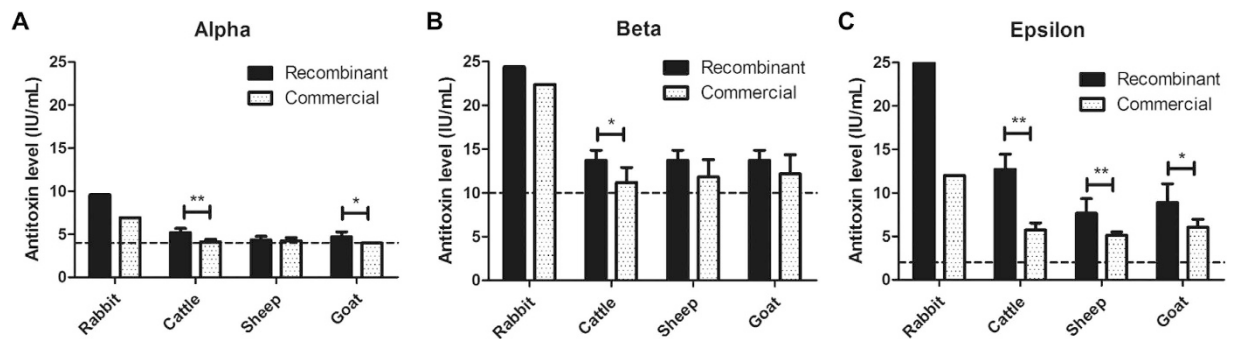 A
Alpha
Antitoxin level (IU/mL)
25
20
15
10
5
0
Recombinant
Commercial
**
*
Rabbit
Cattle
Sheep
Goat
B
Beta
Antitoxin level (IU/mL)
25
20
15
10
5
0
Recombinant
Commercial
*
Rabbit
Cattle
Sheep
Goat
C
Epsilon
Antitoxin level (IU/mL)
25
20
15
10
5
0
Recombinant
Commercial
**
**
*
Rabbit
Cattle
Sheep
Goat